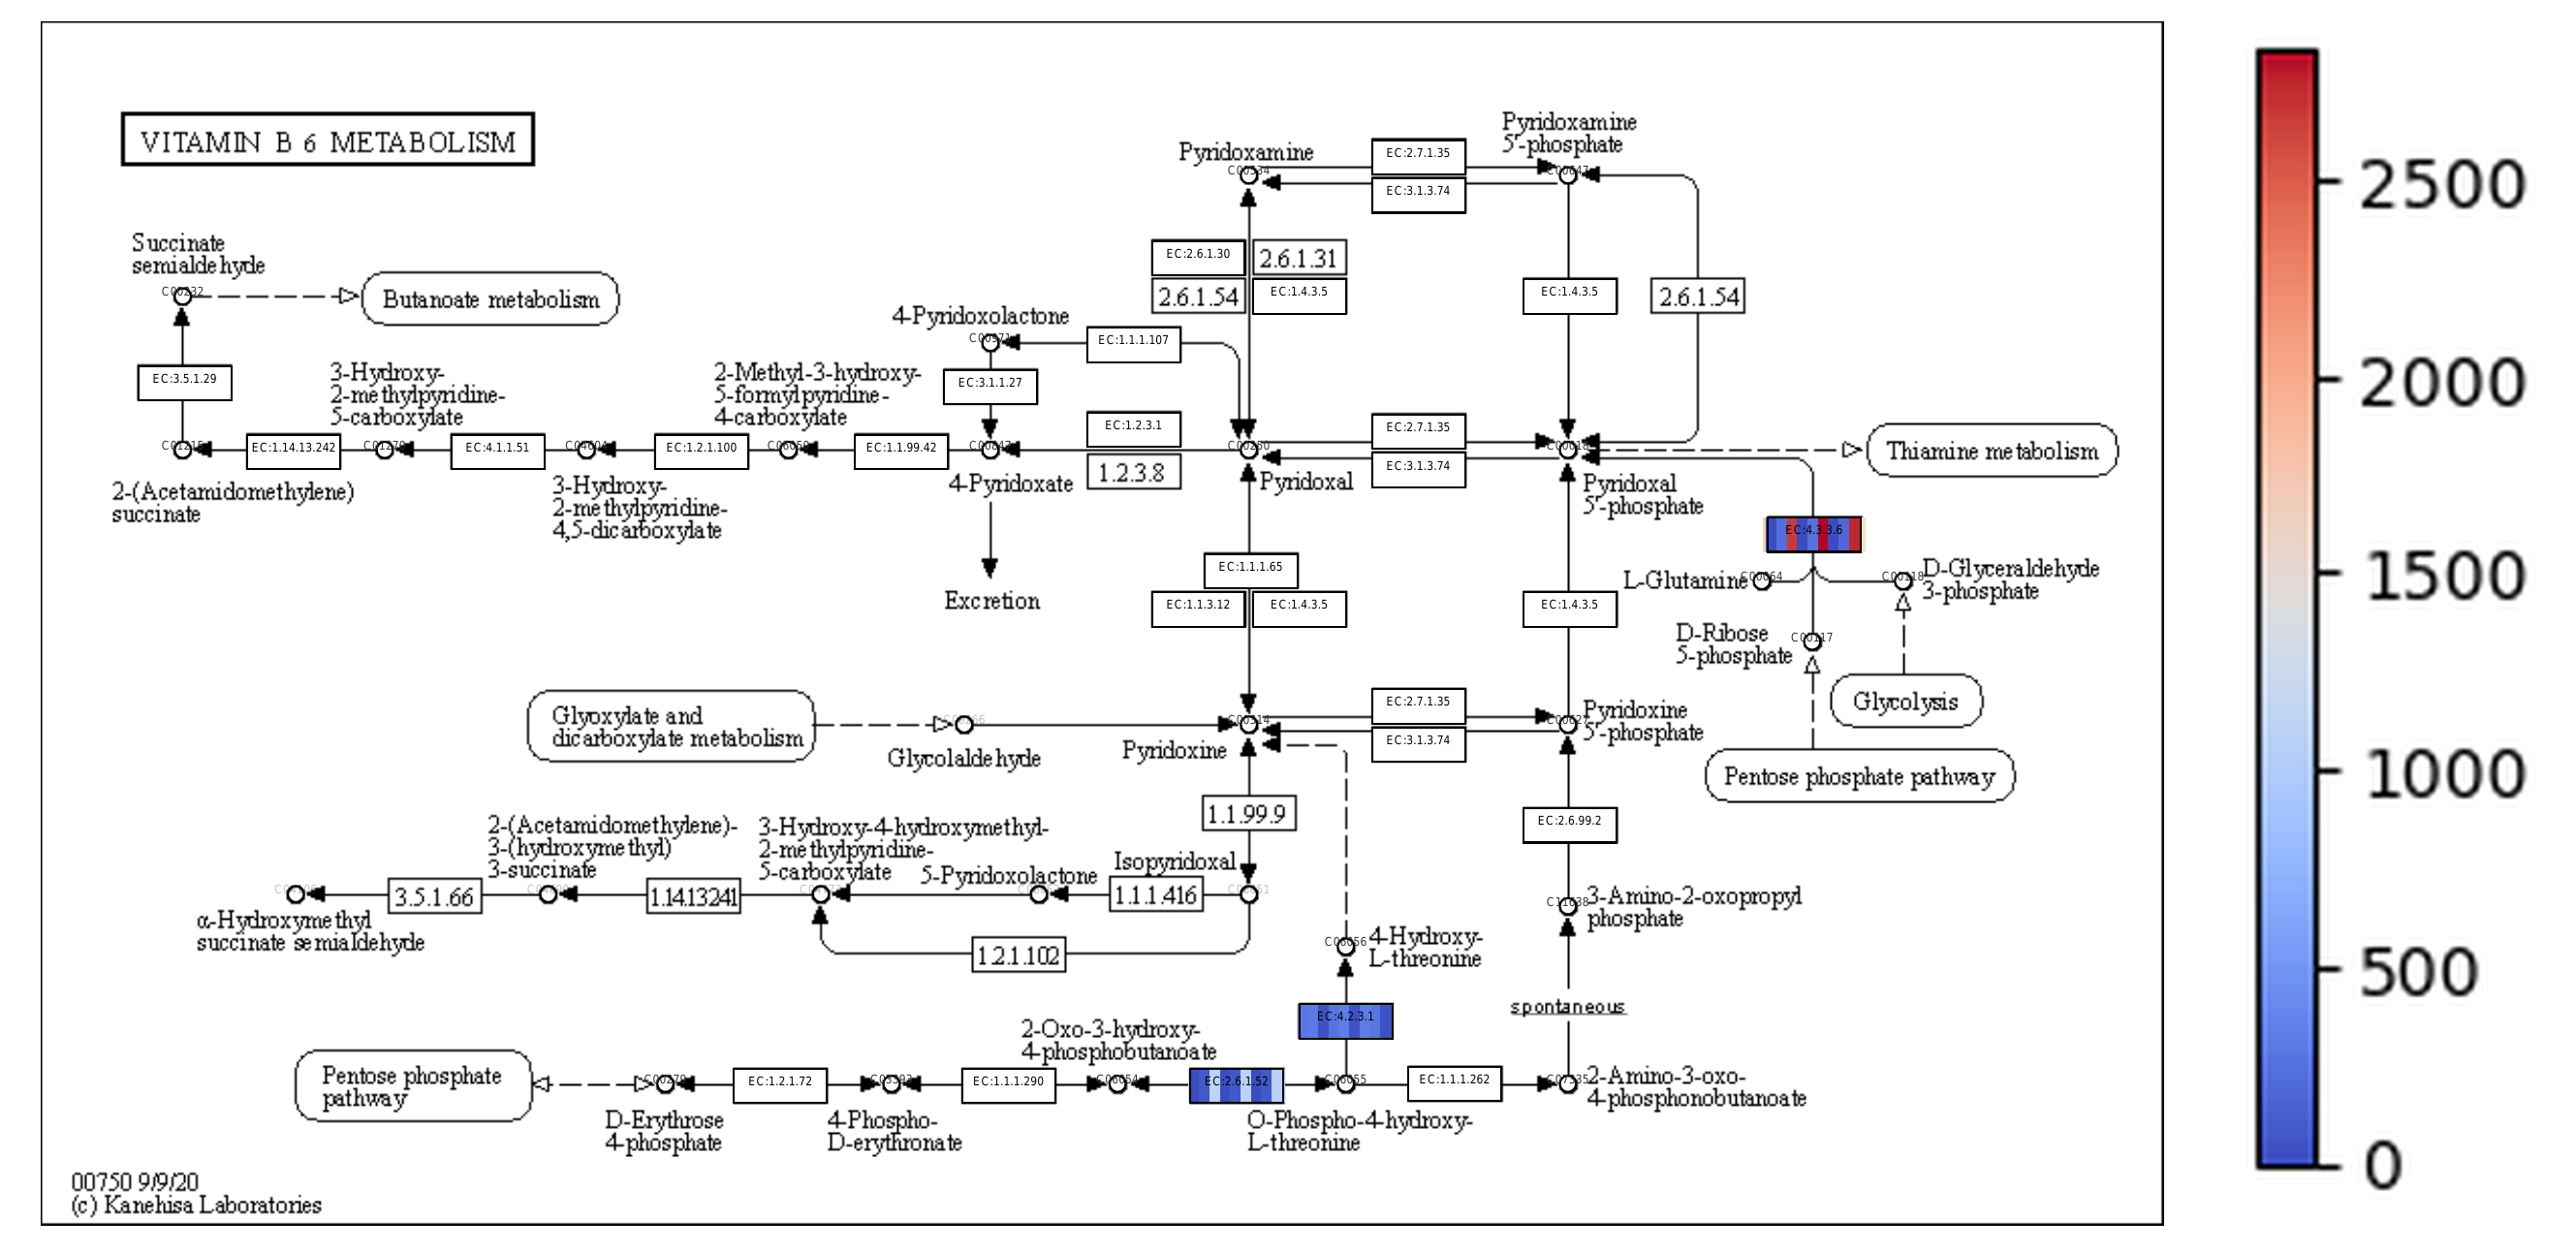 VITAMIN B 6 METABOLISM
Pyridoxamine
Pyridoxamine
5'-phosphate
EC:2.7.1.35
EC:3.1.3.74
EC:2.6.1.30
2.6.1.31
2.6.1.54
EC:1.4.3.5
EC:1.4.3.5
2.6.1.54
Succinate
semialdehyde
Butanoate metabolism
4-Pyridoxolactone
EC:1.1.1.107
EC:3.5.1.29
3-Hydroxy-
2-methylpyridine-
5-carboxylate
2-Methyl-3-hydroxy-
5-formylpyridine-
4-carboxylate
EC:3.1.1.27
EC:1.14.13.242
EC:4.1.1.51
EC:1.2.1.100
EC:1.1.99.42
EC:1.2.3.1
1.2.3.8
EC:2.7.1.35
EC:3.1.3.74
Thiamine metabolism
2-(Acetamidomethylene)
succinate
3-Hydroxy-
2-methylpyridine-
4,5-dicarboxylate
4-Pyridoxate
Pyridoxal
Pyridoxal
5'-phosphate
EC:4.3.3.6
Excretion
EC:1.1.1.65
EC:1.1.3.12
EC:1.4.3.5
EC:1.4.3.5
L-Glutamine
D-Glyceraldehyde
3-phosphate
D-Ribose
5-phosphate
C00117
Glycolysis
Pentose phosphate pathway
Glyoxylate and
dicarboxylate metabolism
Glycolaldehyde
Pyridoxine
EC:2.7.1.35
EC:3.1.3.74
Pyridoxine
5'-phosphate
1.1.99.9
EC:2.6.99.2
2-(Acetamidomethylene)-
3-(hydroxymethyl)
3-succinate
3-Hydroxy-4-hydroxymethyl-
2-methylpyridine-
5-carboxylate
5-Pyridoxolactone
Isopyridoxal
3.5.1.66
1.14.13241
1.1.1.416
1.2.1.102
α-Hydroxymethyl
succinate semialdehyde
3-Amino-2-oxopropyl
phosphate
4-Hydroxy-
L-threonine
EC:4.2.3.1
spontaneous
2-Oxo-3-hydroxy-
4-phosphobutanoate
Pentose phosphate
pathway
EC:1.2.1.72
EC:1.1.1.290
EC:2.6.1.52
EC:1.1.1.262
2-Amino-3-oxo-
4-phosphonobutanoate
D-Erythrose
4-phosphate
4-Phospho-
D-erythronate
O-Phospho-4-hydroxy-
L-threonine
00750 9/9/20
(c) Kanehisa Laboratories
2500
2000
1500
1000
500
0